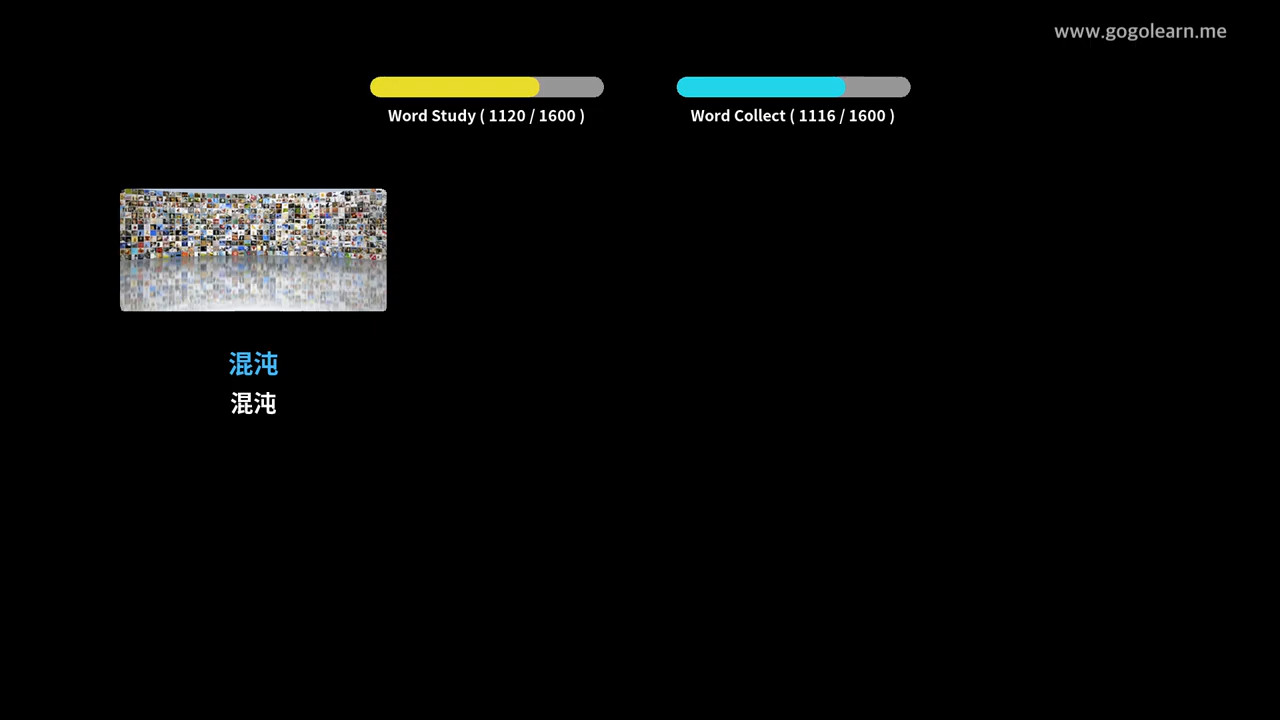 www.gogolearn.me
Word Study ( 1120 / 1600 )
Word Collect ( 1116 / 1600 )
混沌
混沌